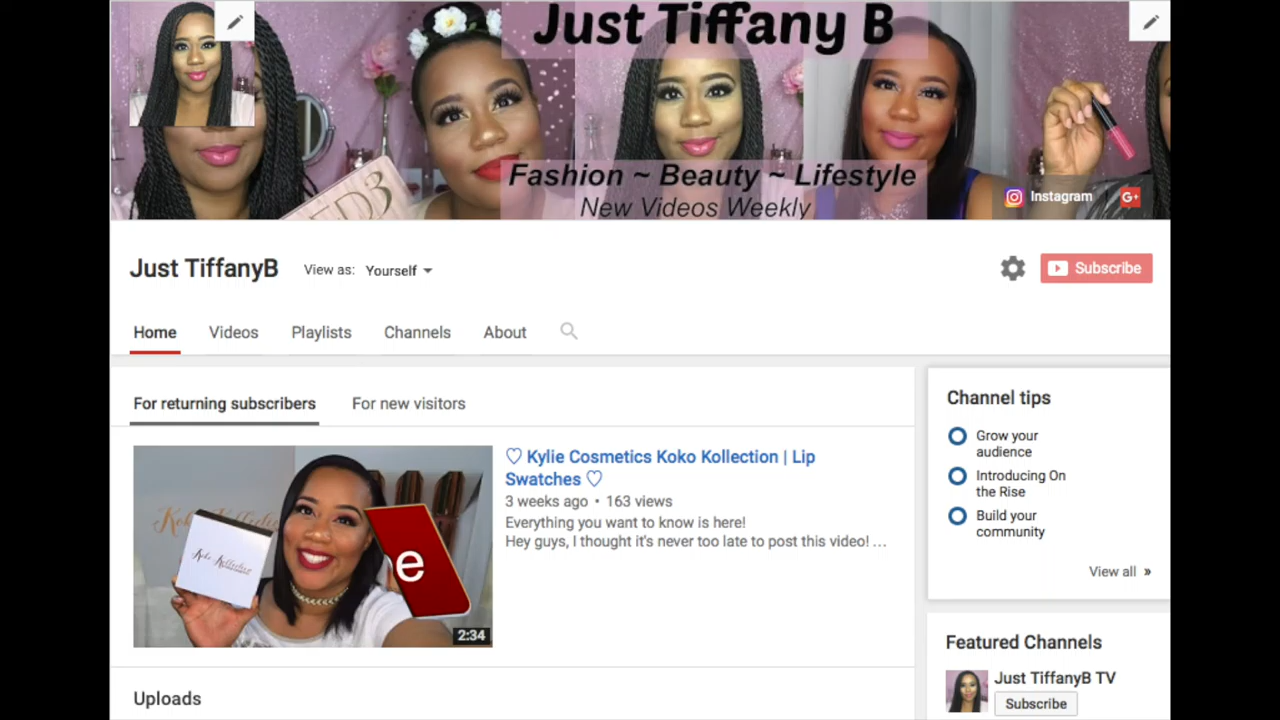 Just Tiffany B
Fashion ~ Beauty ~ Lifestyle
New Videos Weekly
Instagram
G+
Just TiffanyB
View as: Yourself
Subscribe
Home Videos Playlists Channels About
For returning subscribers For new visitors
♡ Kylie Cosmetics Koko Kollection | Lip
Swatches ♡
3 weeks ago • 163 views
Everything you want to know is here!
Hey guys, I thought it's never too late to post this video! ...
Koko Kollection
e
2:34
Uploads
Channel tips
Grow your
audience
Introducing On
the Rise
Build your
community
View all »
Featured Channels
Just TiffanyB TV
Subscribe